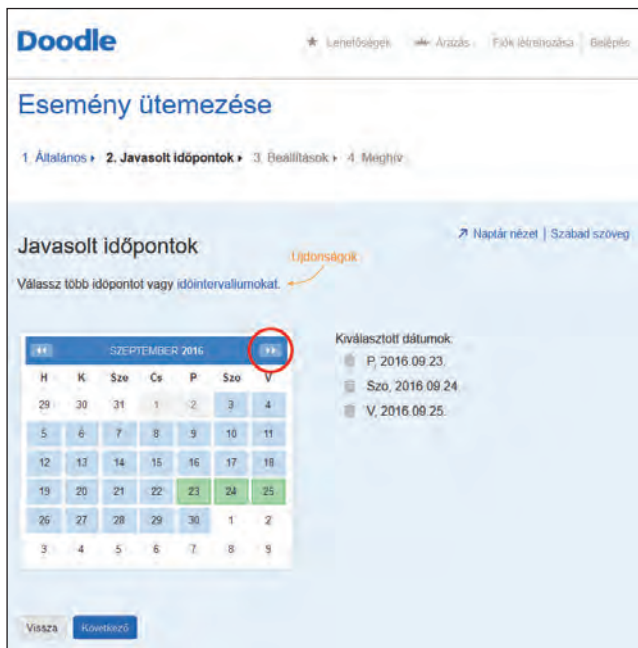 Doodle
Lehetőségek Árazás Fiók létrehozása | Belépés
Esemény ütemezése
1. Általános 2. Javasolt időpontok 3. Beállítások 4. Meghív
Naptár nézet | Szabad szöveg
Javasolt időpontok
Újdonságok
Válassz több időpontot vagy időintervallumokat.
SZEPTEMBER 2016
H K Sze Cs P Szo V
29 30 31 1 2 3 4
5 6 7 8 9 10 11
12 13 14 15 16 17 18
19 20 21 22 23 24 25
26 27 28 29 30 1 2
3 4 5 6 7 8 9
Kiválasztott dátumok
P, 2016.09.23.
Szo, 2016.09.24
V, 2016.09.25.
Vissza Következő